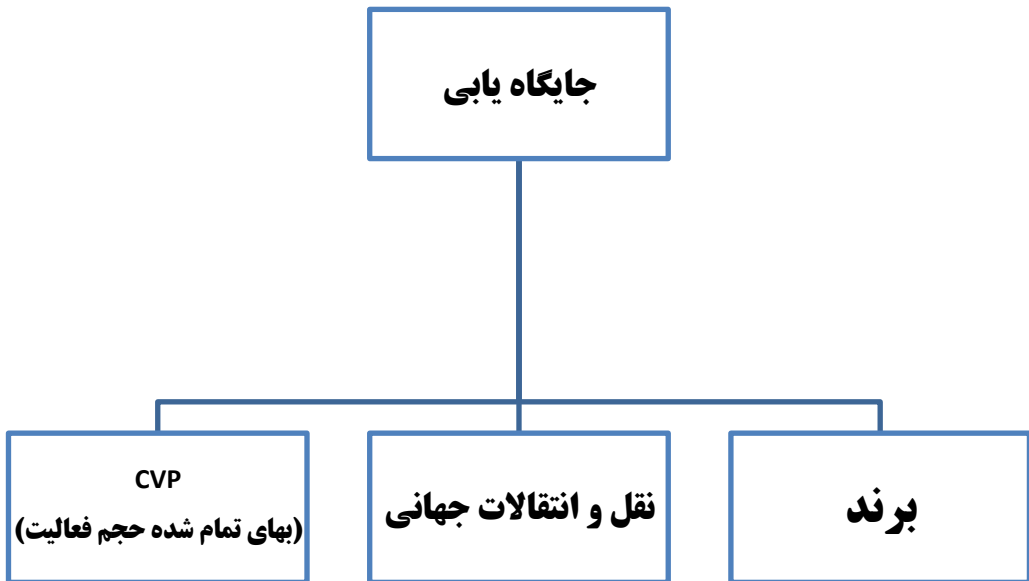 جایگاه یابی
برند
نقل و انتقالات جهانی
CVP
(بهای تمام شده حجم فعالیت)